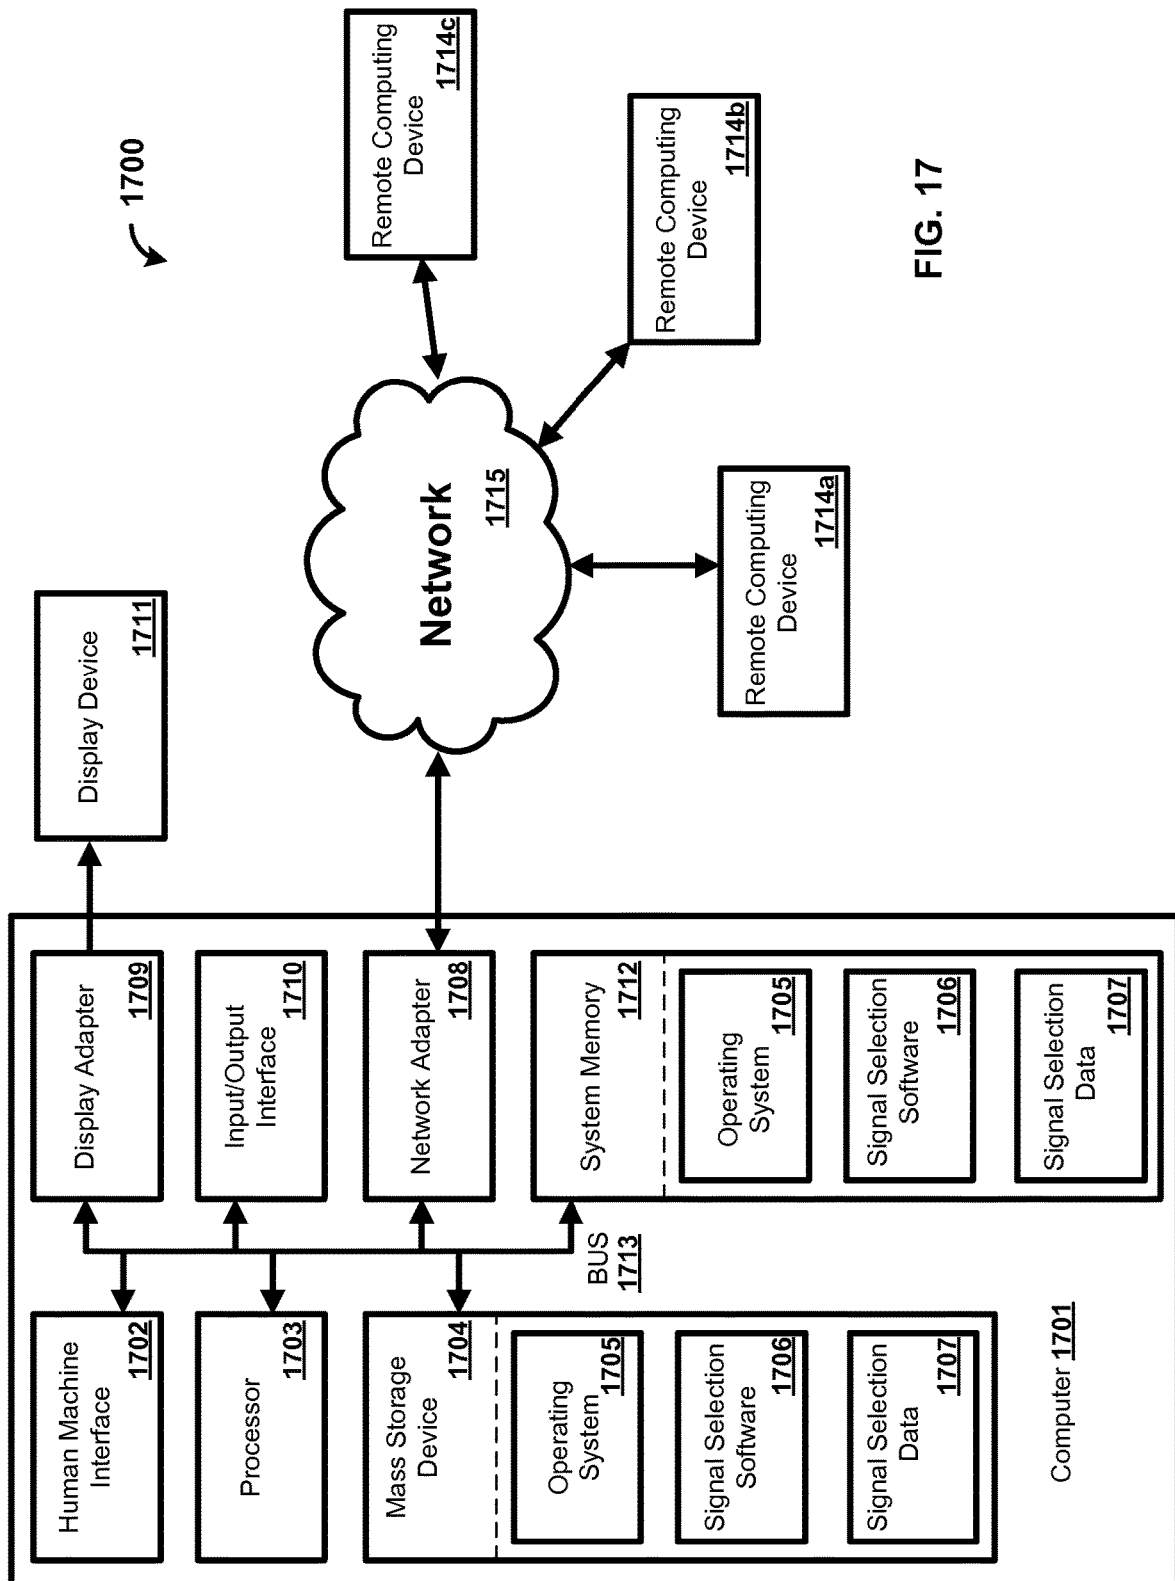 1700
Human Machine
Interface
1702
Processor
1703
Mass Storage
Device
1704
Operating
System
1705
Signal Selection
Software
1706
Signal Selection
Data
1707
Computer 1701
BUS
1713
Display Adapter
1709
Input/Output
Interface
1710
Network Adapter
1708
System Memory
1712
Operating
System
1705
Signal Selection
Software
1706
Signal Selection
Data
1707
Display Device
1711
Network
1715
Remote Computing
Device
1714a
Remote Computing
Device
1714b
Remote Computing
Device
1714c
FIG. 17